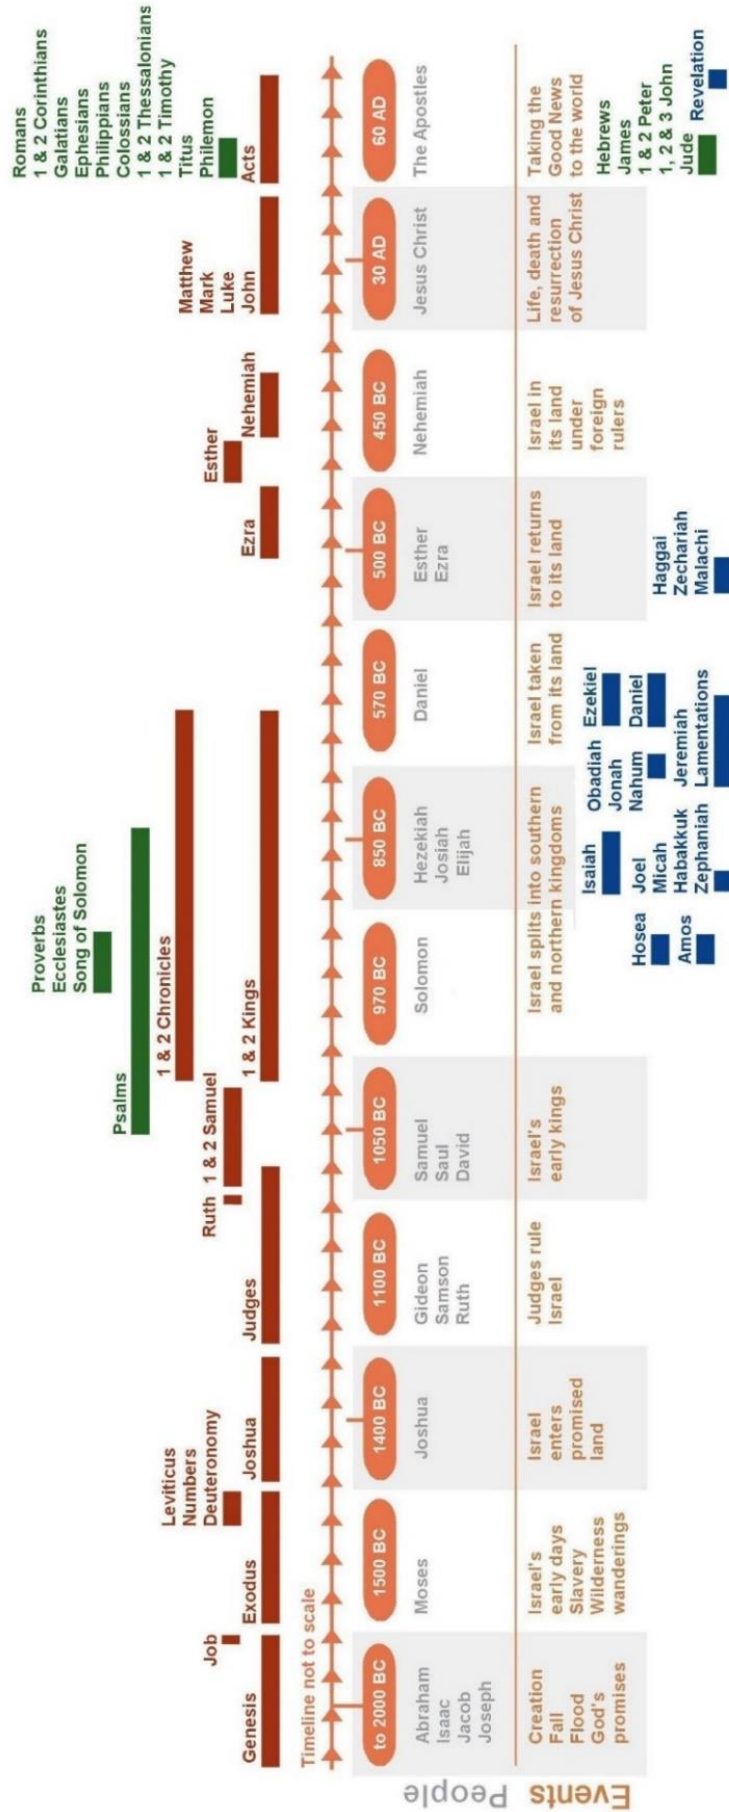 Romans
1 & 2 Corinthians
Galatians
Ephesians
Philippians
Colossians
1 & 2 Thessalonians
1 & 2 Timothy
Titus
Philemon
Proverbs
Ecclesiastes
Song of Solomon
Psalms
1 & 2 Chronicles
Leviticus
Numbers
Deuteronomy
Job
Ruth
1 & 2 Samuel
Esther
Matthew
Mark
Luke
John
Genesis
Exodus
Joshua
Judges
1 & 2 Kings
Ezra
Nehemiah
Acts
Timeline not to scale
to 2000 BC
1500 BC
1400 BC
1100 BC
1050 BC
970 BC
850 BC
570 BC
500 BC
450 BC
30 AD
60 AD
People
Abraham
Isaac
Jacob
Joseph
Moses
Joshua
Gideon
Samson
Ruth
Samuel
Saul
David
Solomon
Hezekiah
Josiah
Elijah
Daniel
Esther
Ezra
Nehemiah
Jesus Christ
The Apostles
Events
Creation
Fall
Flood
God's
promises
Israel's
early days
Slavery
Wilderness
wanderings
Israel
enters
promised
land
Judges rule
Israel
Israel's
early kings
Israel splits into southern
and northern kingdoms
Israel taken
from its land
Israel returns
to its land
Israel in
its land
under
foreign
rulers
Life, death and
resurrection
of Jesus Christ
Taking the
Good News
to the world
Hosea
Amos
Isaiah
Joel
Micah
Habakkuk
Zephaniah
Obadiah
Jonah
Nahum
Jeremiah
Lamentations
Ezekiel
Daniel
Haggai
Zechariah
Malachi
Hebrews
James
1 & 2 Peter
1, 2 & 3 John
Jude
Revelation